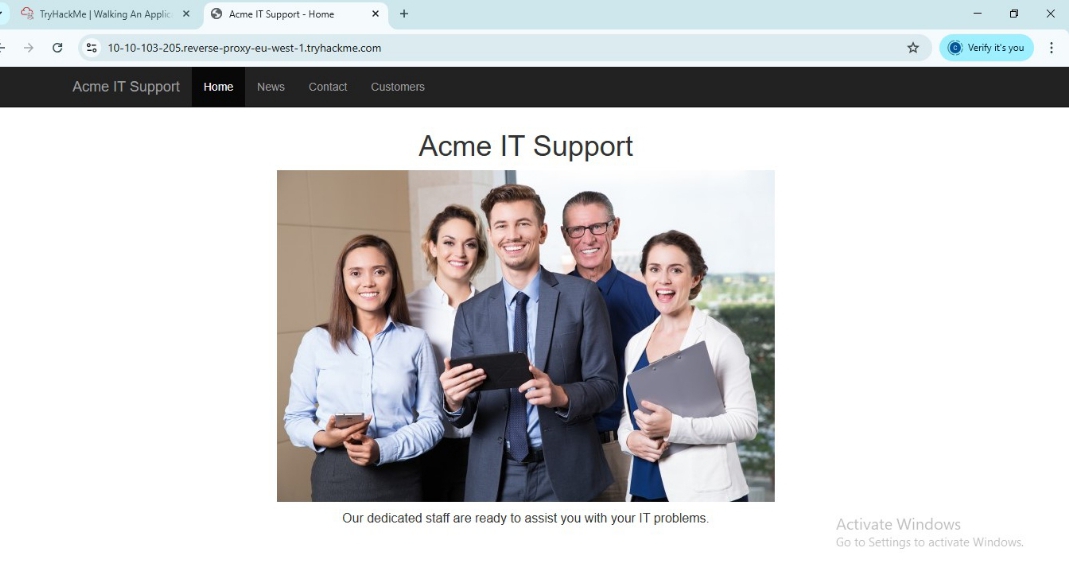 TryHackMe | Walking An Applic
Acme IT Support - Home
10-10-103-205.reverse-proxy-eu-west-1.tryhackme.com
Verify it's you
Acme IT Support Home News Contact Customers
Acme IT Support
Our dedicated staff are ready to assist you with your IT problems.
Activate Windows
Go to Settings to activate Windows.